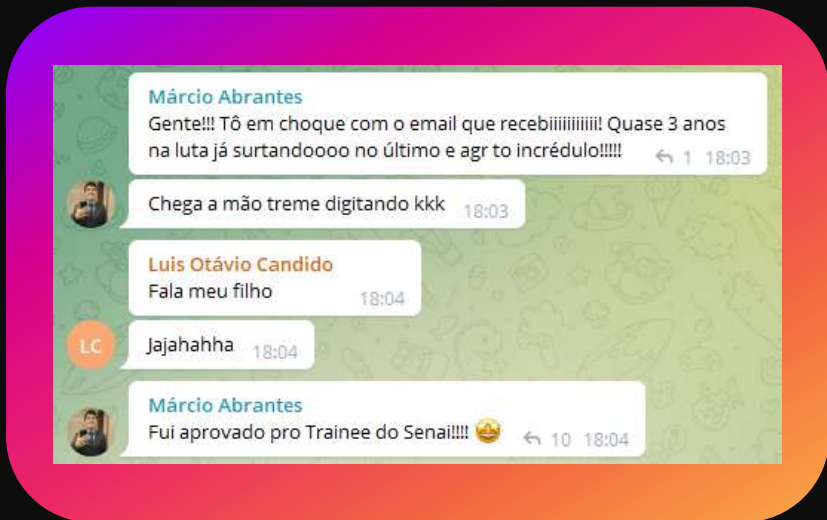 Márcio Abrantes
Gente!!! Tô em choque com o email que recebiiiiiiiiiii! Quase 3 anos
na luta já surtandoooo no último e agr to incrédulo!!!!! 1 18:03
Chega a mão treme digitando kkk 18:03
Luis Otávio Candido
Fala meu filho 18:04
LC Jajahahha 18:04
Márcio Abrantes
Fui aprovado pro Trainee do Senai!!!! 🤩 10 18:04